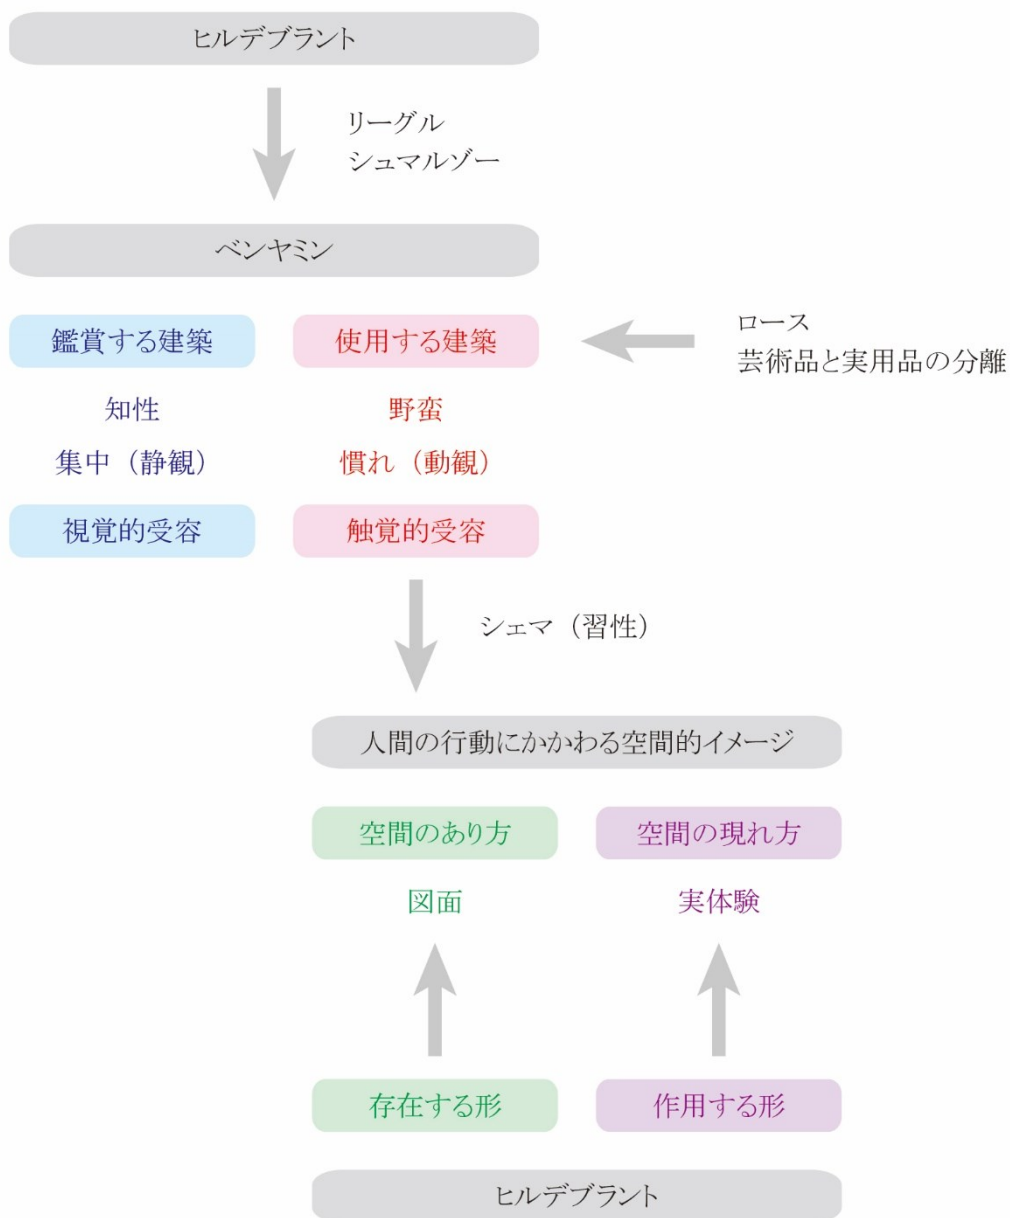 ヒルデブラント
リーグル
シュマルゾー
ベンヤミン
鑑賞する建築
使用する建築
ロース
芸術品と実用品の分離
知性
野蛮
集中（静観）
慣れ（動観）
視覚的受容
触覚的受容
シェマ（習性）
人間の行動にかかわる空間的イメージ
空間のあり方
空間の現れ方
図面
実体験
存在する形
作用する形
ヒルデブラント